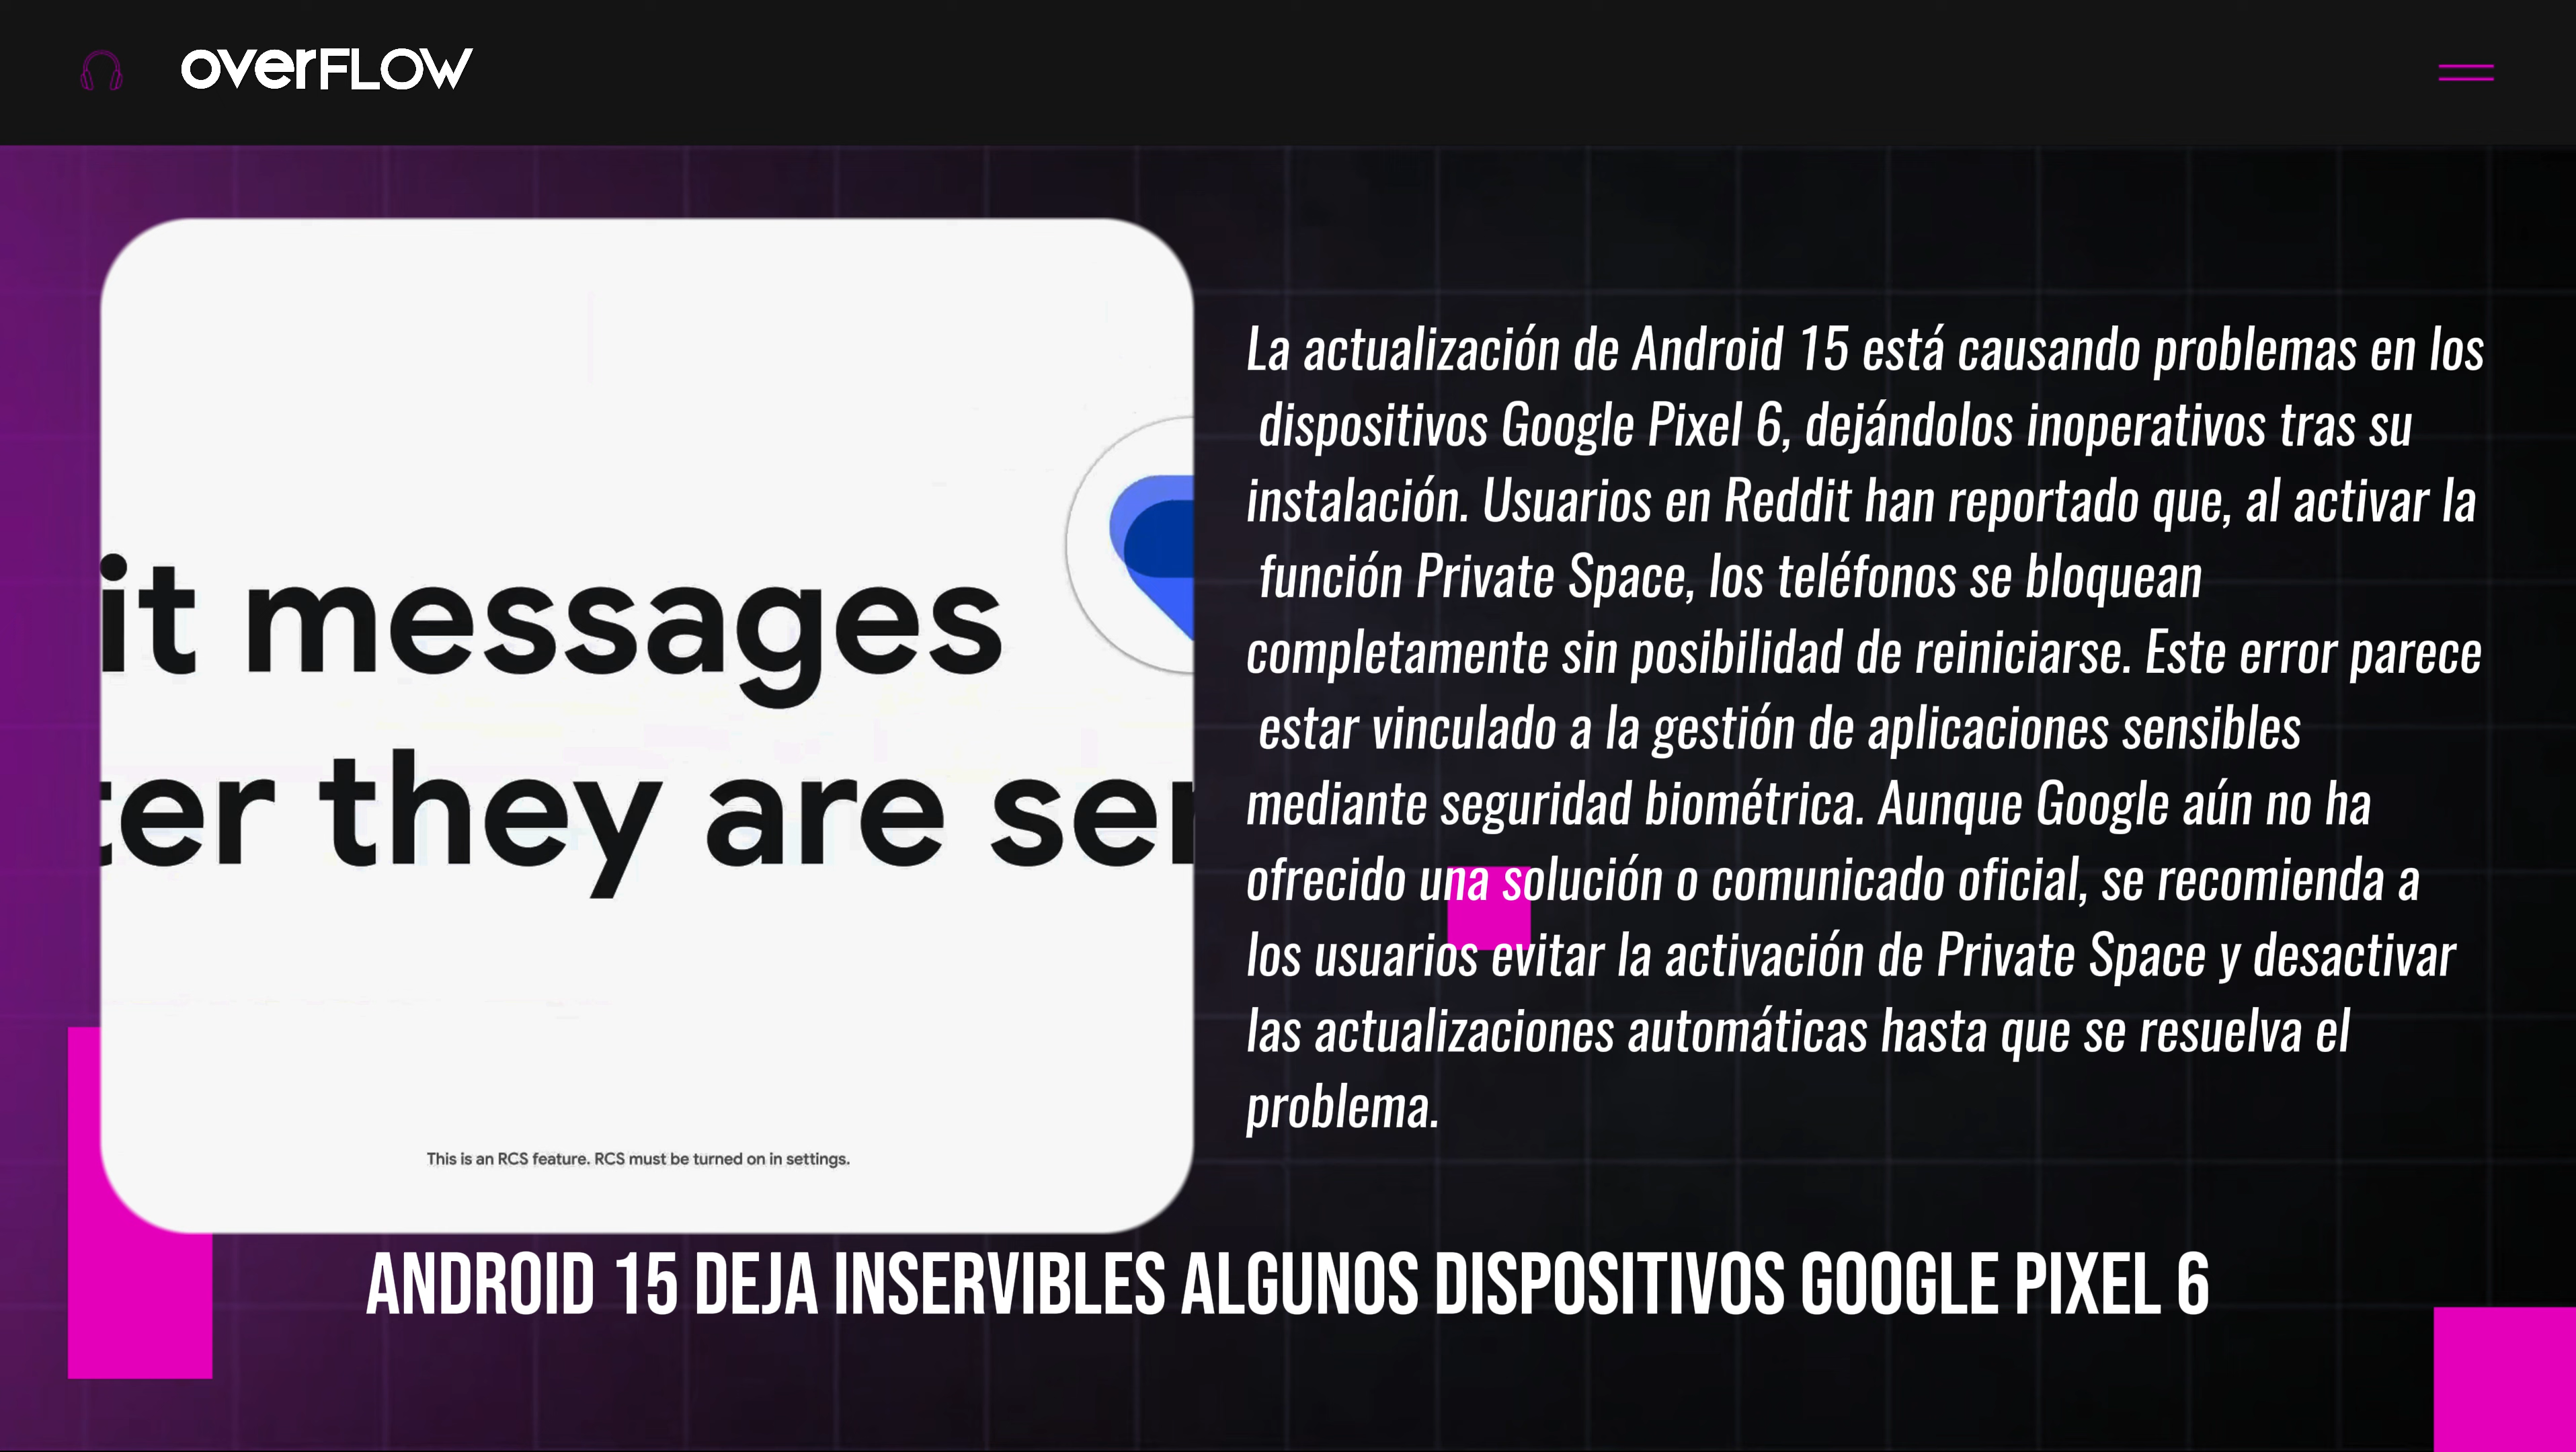 overFLOW
it messages
ter they are ser
This is an RCS feature. RCS must be turned on in settings.
La actualización de Android 15 está causando problemas en los
dispositivos Google Pixel 6, dejándolos inoperativos tras su
instalación. Usuarios en Reddit han reportado que, al activar la
función Private Space, los teléfonos se bloquean
completamente sin posibilidad de reiniciarse. Este error parece
estar vinculado a la gestión de aplicaciones sensibles
mediante seguridad biométrica. Aunque Google aún no ha
ofrecido una solución o comunicado oficial, se recomienda a
los usuarios evitar la activación de Private Space y desactivar
las actualizaciones automáticas hasta que se resuelva el
problema.
ANDROID 15 DEJA INSERVIBLES ALGUNOS DISPOSITIVOS GOOGLE PIXEL 6